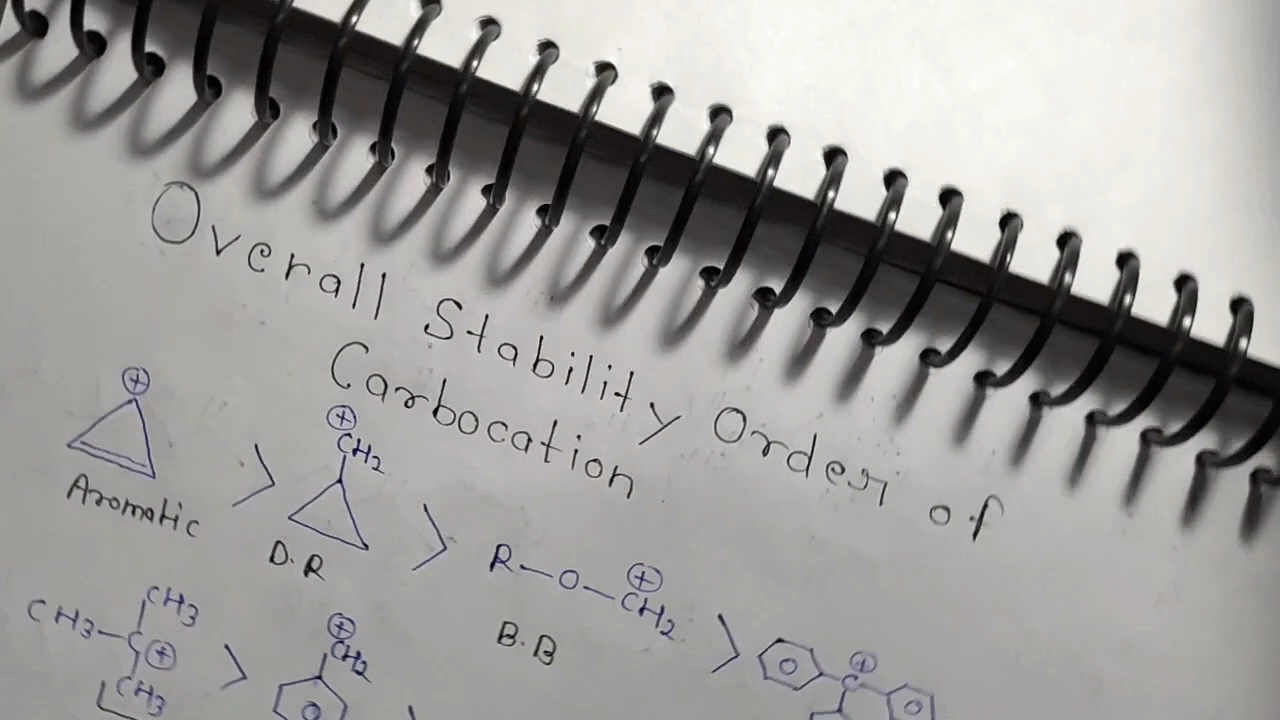 Overall Stability Order of
Carbocation
⊕ > ⊕ CH2 > R-O-CH2 ⊕ > C ⊕
Aromatic D.R B.B
CH3-C ⊕ CH3 CH3 > ⊕ CH2